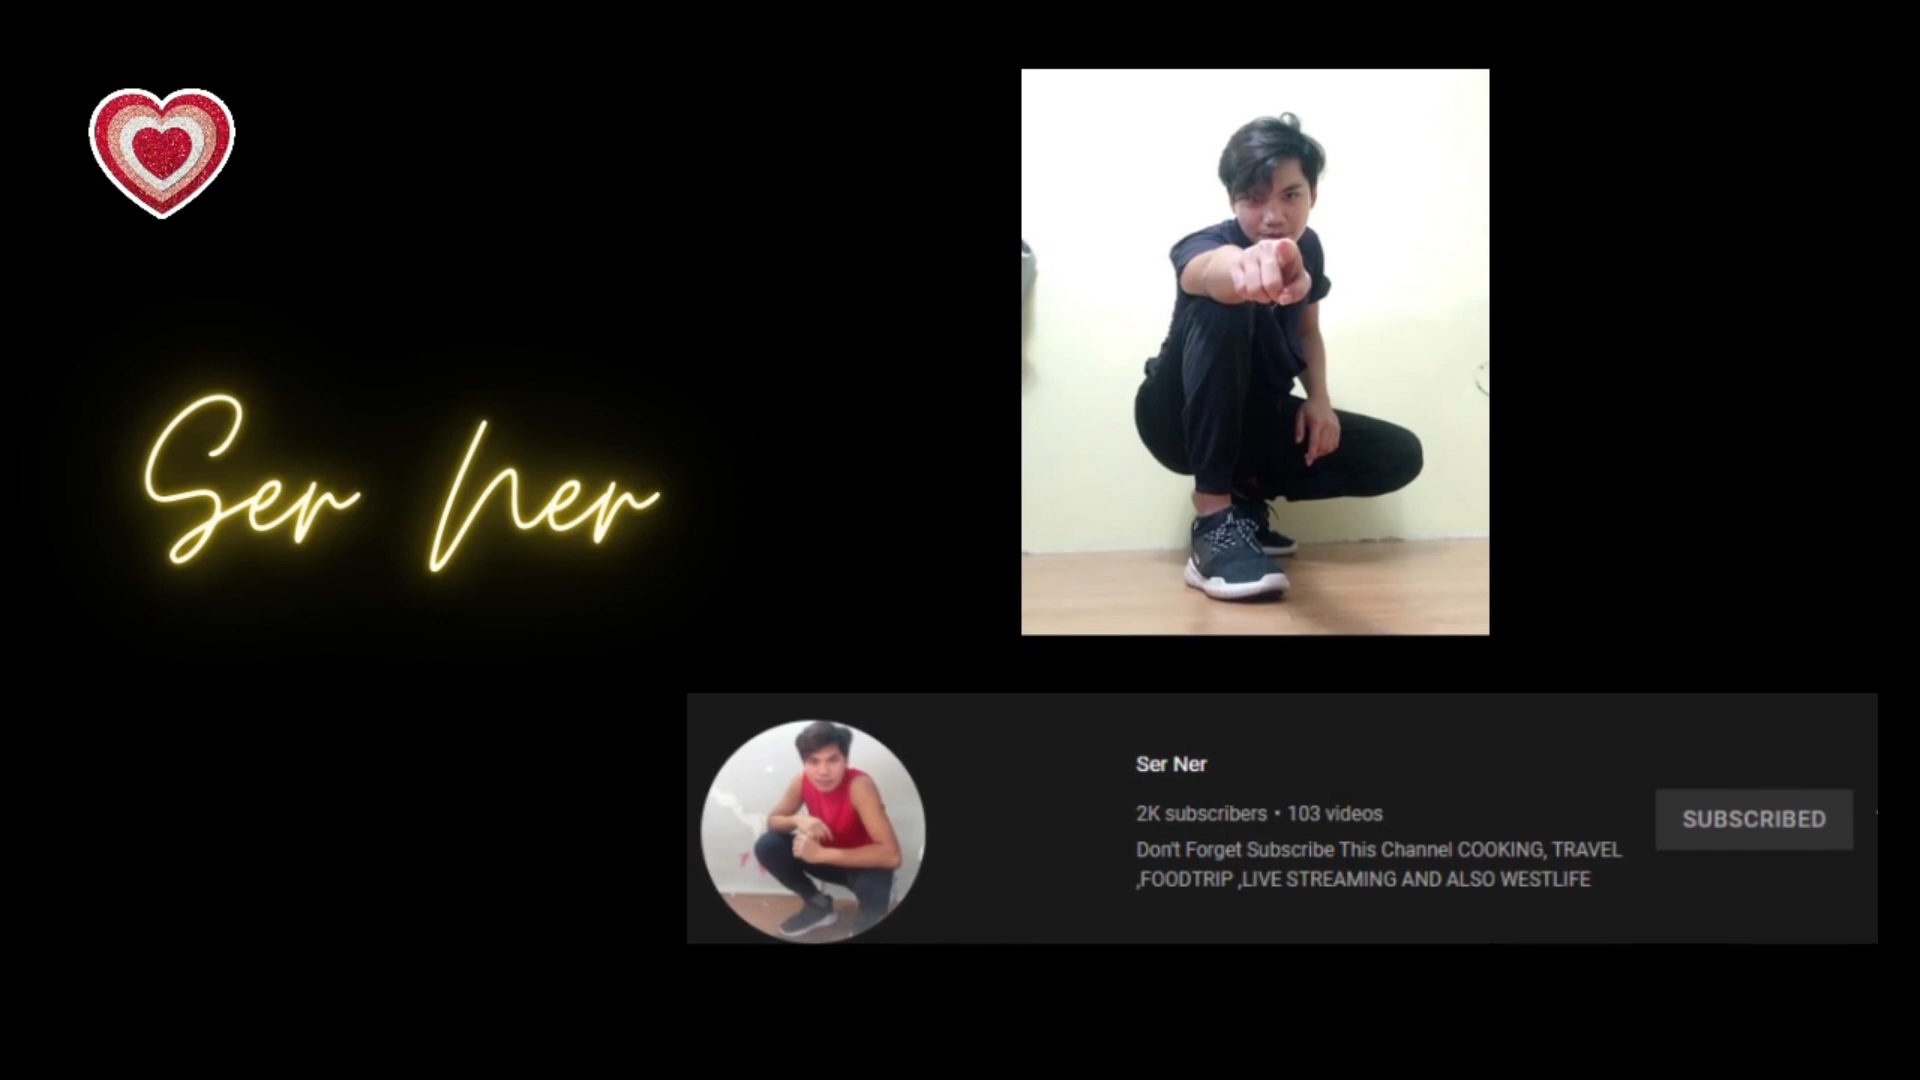 Ser Ner
Ser Ner
2K subscribers • 103 videos
Don't Forget Subscribe This Channel COOKING, TRAVEL
,FOODTRIP ,LIVE STREAMING AND ALSO WESTLIFE
SUBSCRIBED